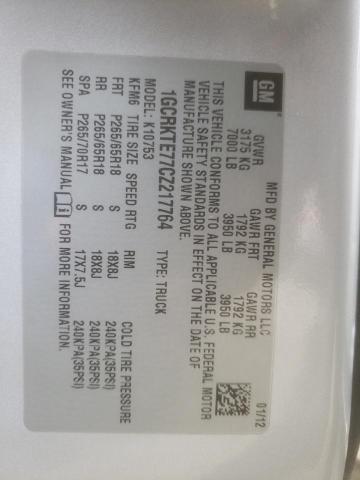 GM
MFD BY GENERAL MOTORS LLC 01/12
GVWR GAWR FRT GAWR RR
3175 KG 1792 KG 1792 KG
7000 LB 3950 LB 3950 LB
THIS VEHICLE CONFORMS TO ALL APPLICABLE U.S. FEDERAL MOTOR
VEHICLE SAFETY STANDARDS IN EFFECT ON THE DATE OF
MANUFACTURE SHOWN ABOVE.
1GCRKTE77CZ217764 TYPE: TRUCK
MODEL: K10753
KFM6 TIRE SIZE SPEED RTG RIM COLD TIRE PRESSURE
FRT P265/65R18 S 18X8J 240KPA(35PSI)
RR P265/65R18 S 18X8J 240KPA(35PSI)
SPA P265/70R17 S 17X7.5J 240KPA(35PSI)
SEE OWNER'S MANUAL i FOR MORE INFORMATION.